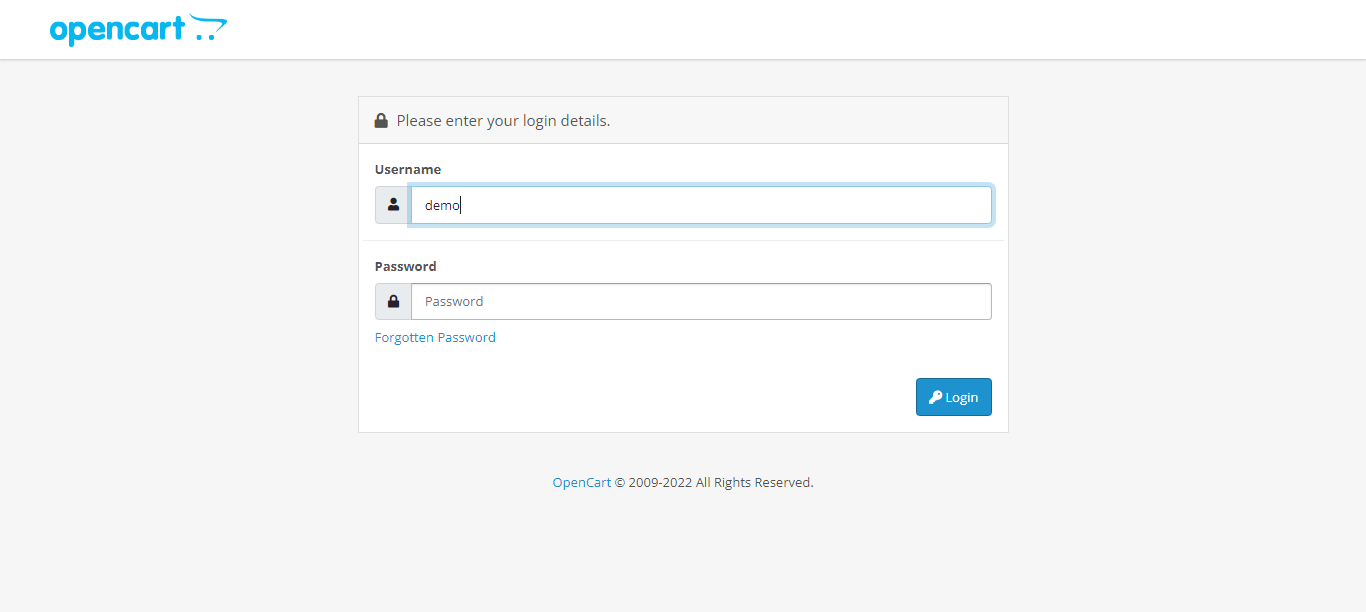 opencart
Please enter your login details.
Username
demo
Password
Password
Forgotten Password
Login
OpenCart © 2009-2022 All Rights Reserved.